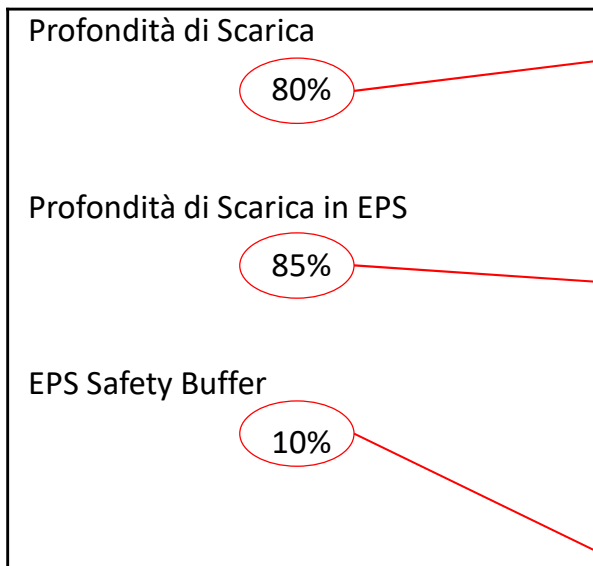 Profondità di Scarica
80%
Profondità di Scarica in EPS
85%
EPS Safety Buffer
10%